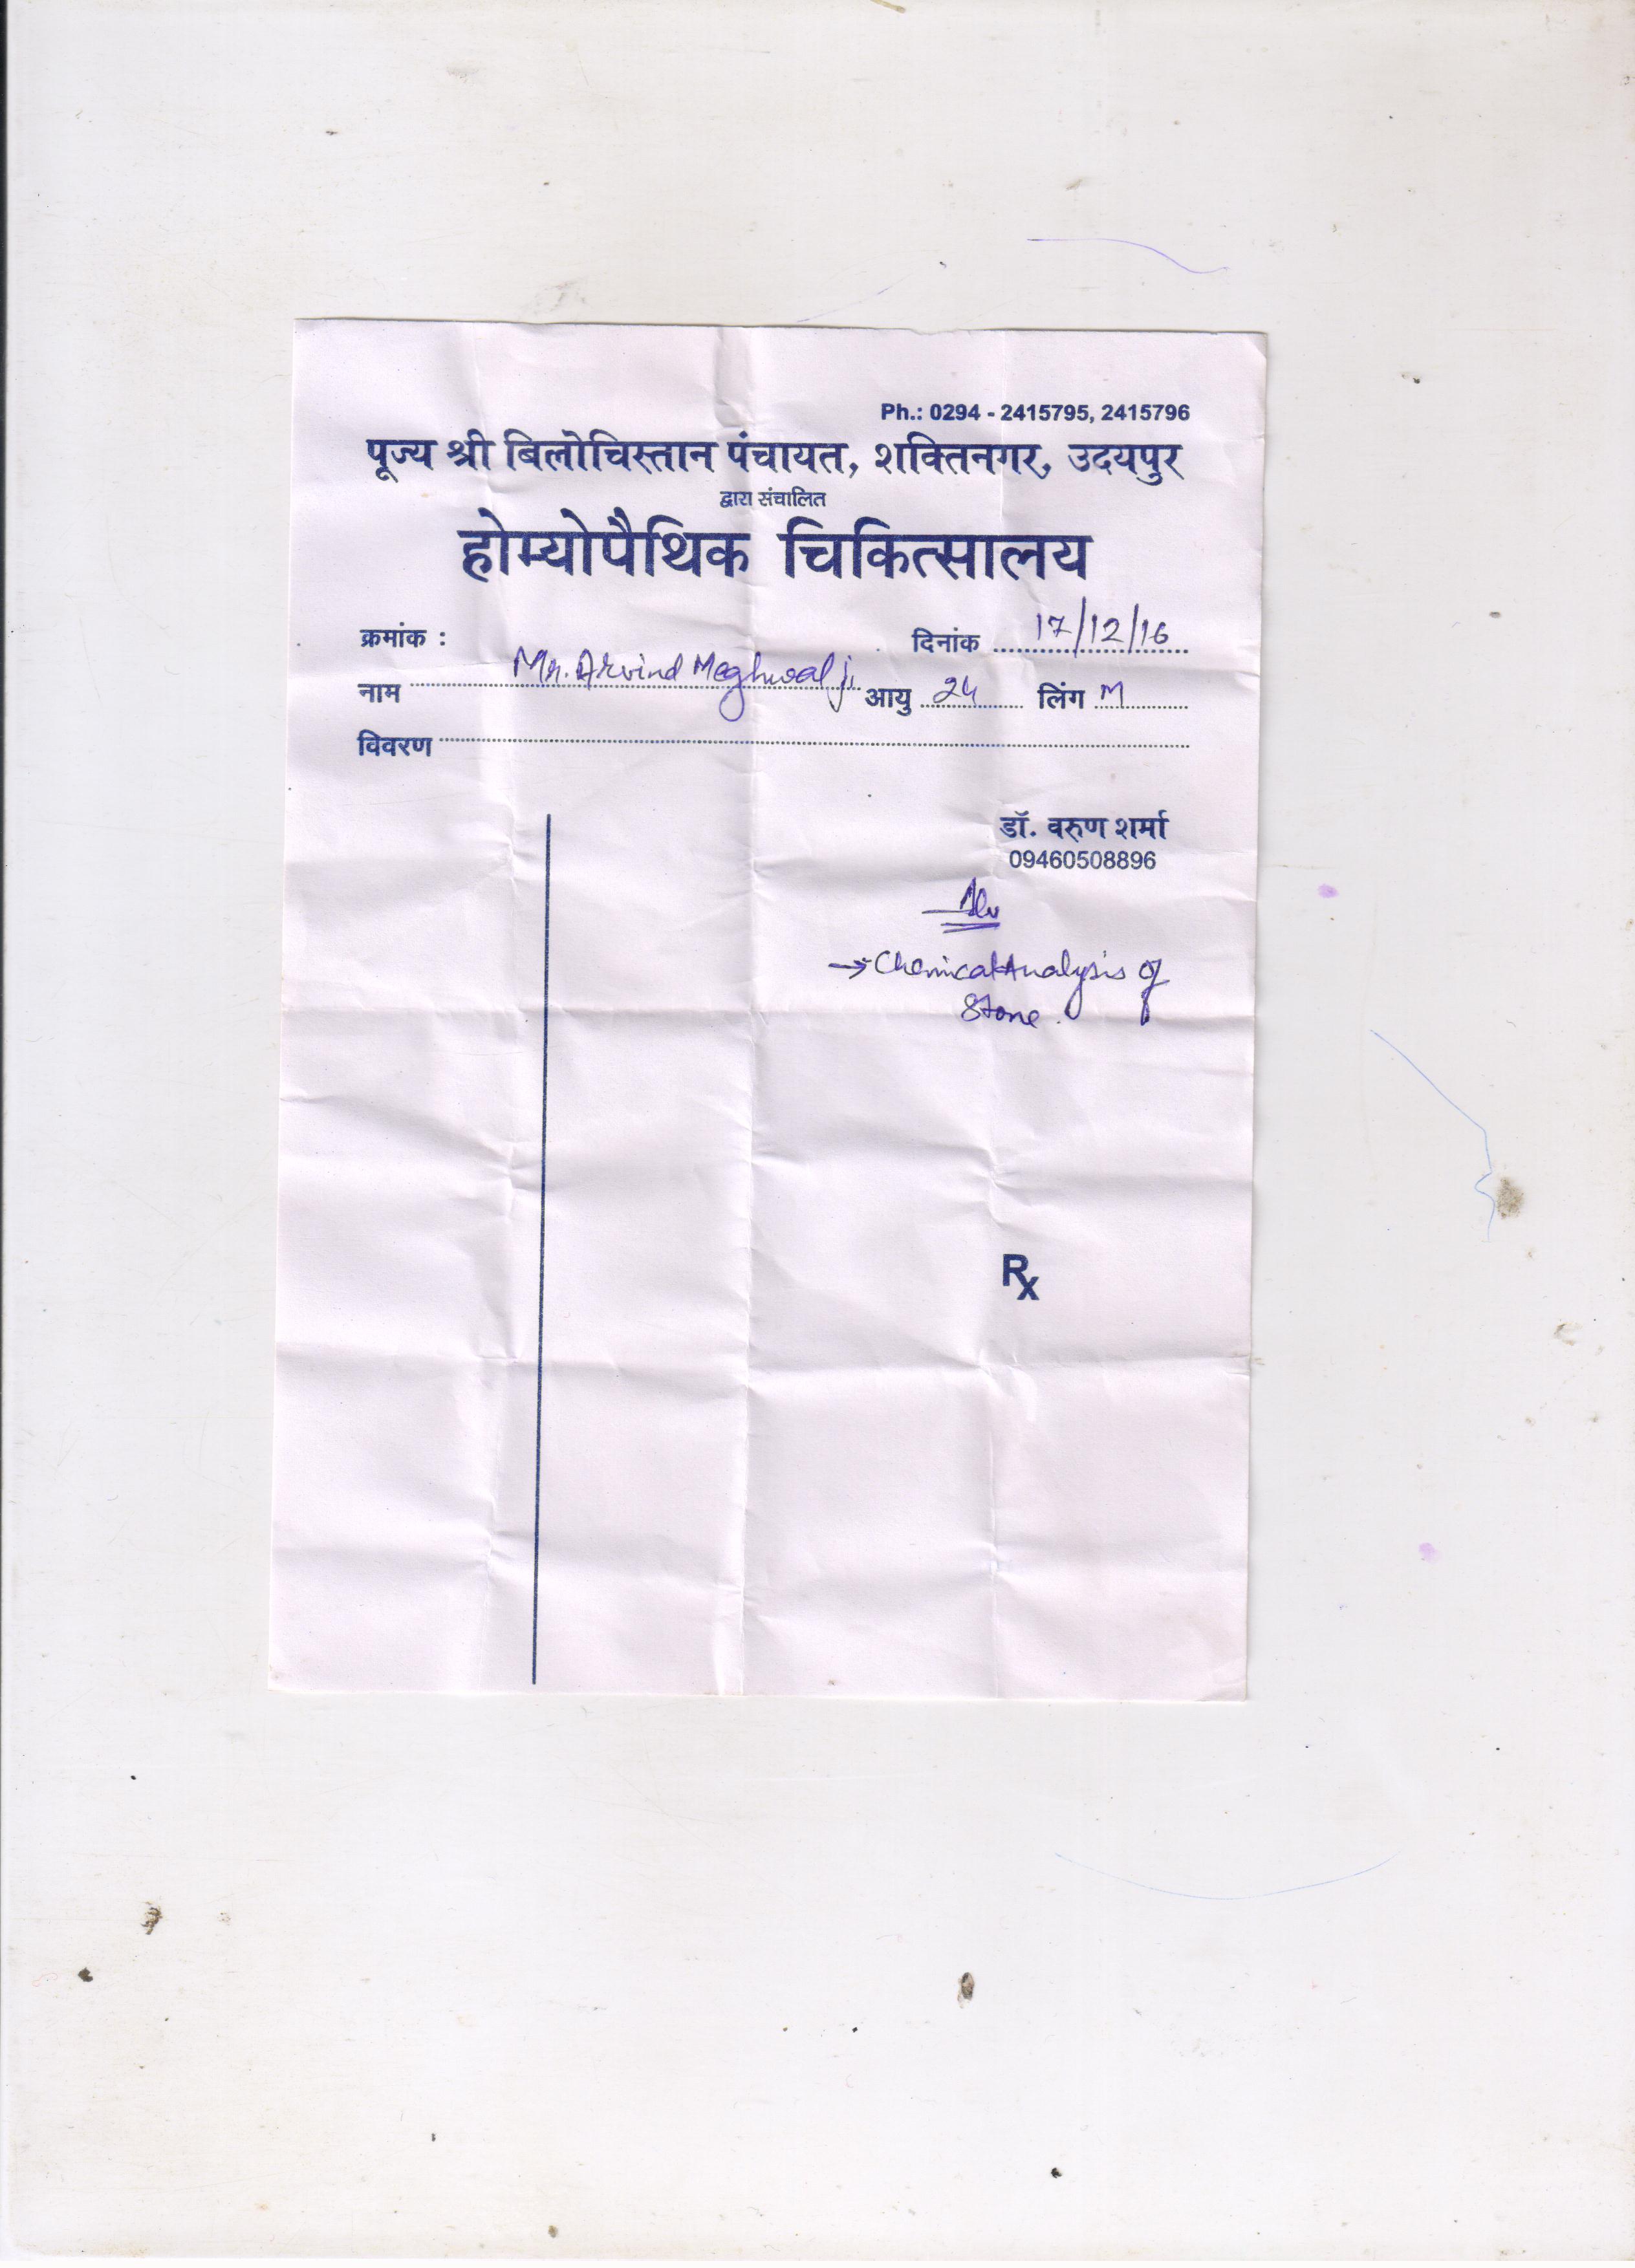 Ph.: 0294 - 2415795, 2415796
पूज्य श्री बिलोचिस्तान पंचायत, शक्तिनगर, उदयपुर
द्वारा संचालित
होम्योपैथिक चिकित्सालय
क्रमांक : दिनांक 17/12/16
नाम Mr. Arvind Meghwal ji आयु 24 लिंग M
विवरण
डॉ. वरुण शर्मा
09460508896
Adv
→ Chemical Analysis of
Stone.
Rx